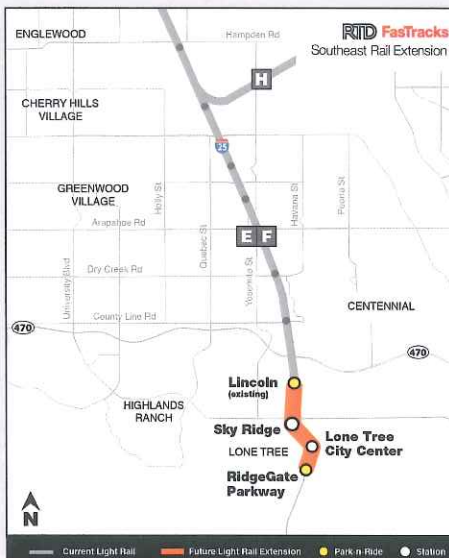 ENGLEWOOD
Hampden Rd
RTD FasTracks
Southeast Rail Extension
H
CHERRY HILLS
VILLAGE
25
GREENWOOD
VILLAGE
Holly St
Quebec St
Yosemite St
Havana St
Peoria St
University Blvd
Arapahoe Rd
E F
Dry Creek Rd
CENTENNIAL
County Line Rd
470
470
Lincoln
(existing)
HIGHLANDS
RANCH
Sky Ridge
LONE TREE
Lone Tree
City Center
RidgeGate
Parkway
N
Current Light Rail
Future Light Rail Extension
Park-n-Ride
Station